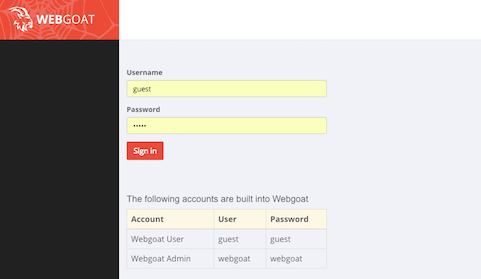 WEBGOAT
Username
guest
Password
•••••
Sign in
The following accounts are built into Webgoat
Account User Password
Webgoat User guest guest
Webgoat Admin webgoat webgoat